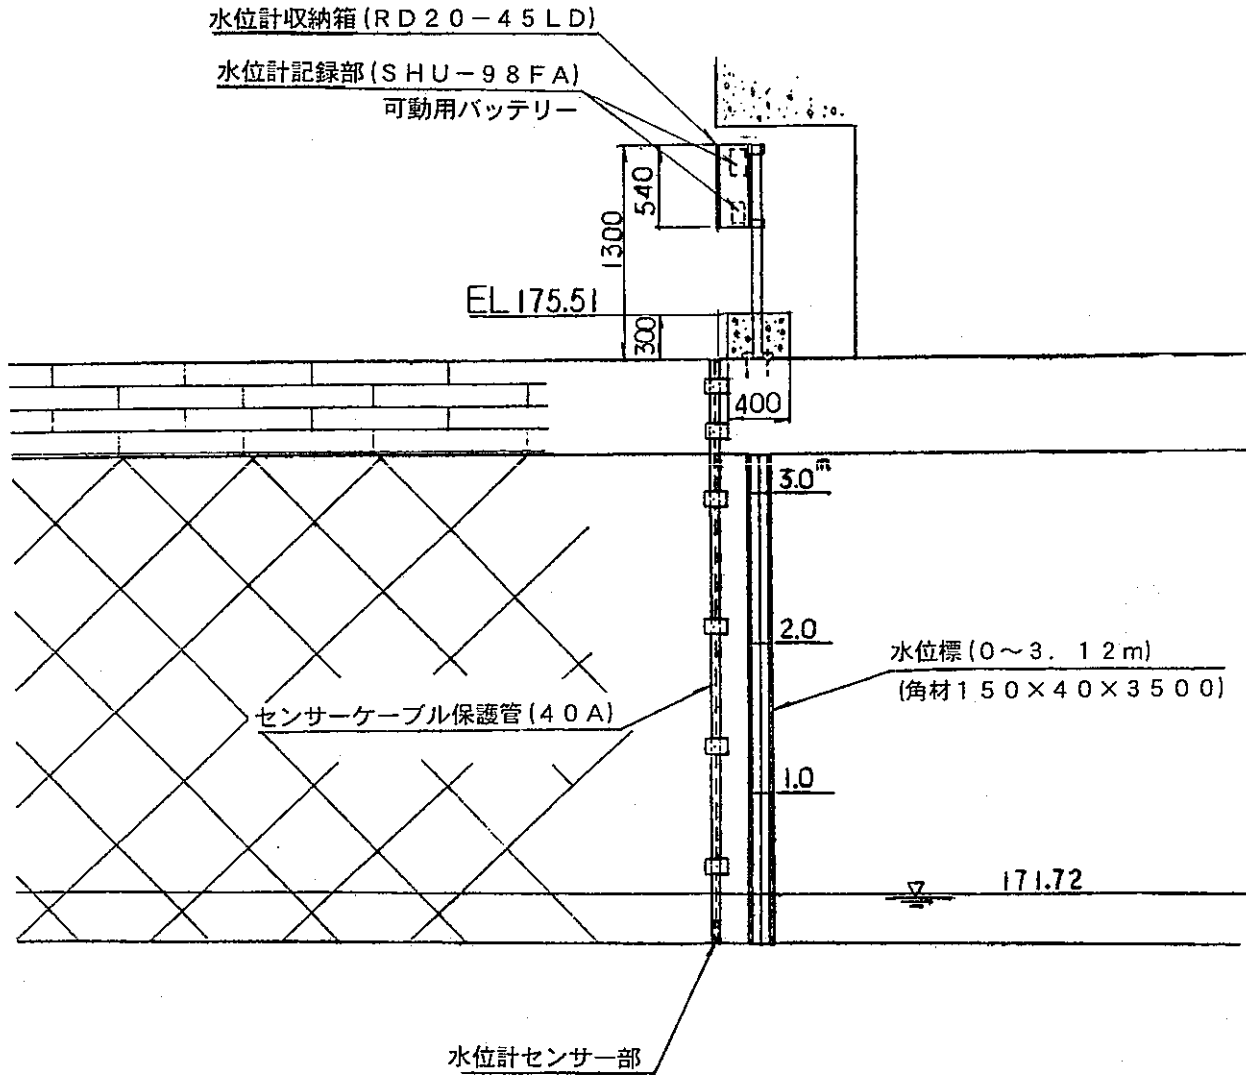 水位計収納箱(RD20-45LD)
水位計記録部(SHU-98FA)
可動用バッテリー
540
1300
EL 175.51
300
400
3.0m
2.0
水位標(0～3.12m)
(角材150×40×3500)
センサーケーブル保護管(40A)
1.0
171.72
水位計センサー部